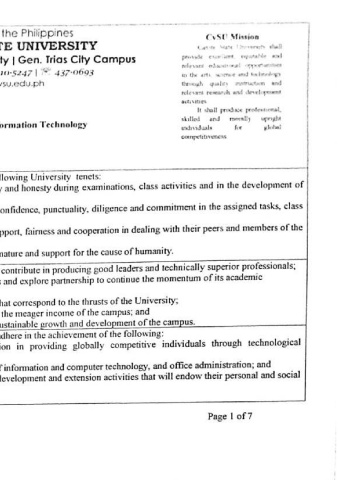 the Philippines
TE UNIVERSITY
ty | Gen. Trias City Campus
10-5247 | ☏ 437-0693
vsu.edu.ph
CvSU Mission
Cavite State University shall
provide excellent, equitable and
relevant educational opportunities
in the arts, science and technology
through quality instruction and
relevant research and development
activities.
It shall produce professional,
skilled and morally upright
individuals for global
competitiveness.
ormation Technology
llowing University tenets:
y and honesty during examinations, class activities and in the development of
onfidence, punctuality, diligence and commitment in the assigned tasks, class
pport, fairness and cooperation in dealing with their peers and members of the
nature and support for the cause of humanity.
contribute in producing good leaders and technically superior professionals;
s and explore partnership to continue the momentum of its academic
hat correspond to the thrusts of the University;
the meager income of the campus; and
ustainable growth and development of the campus.
adhere in the achievement of the following:
ion in providing globally competitive individuals through technological
f information and computer technology, and office administration; and
development and extension activities that will endow their personal and social
Page 1 of 7